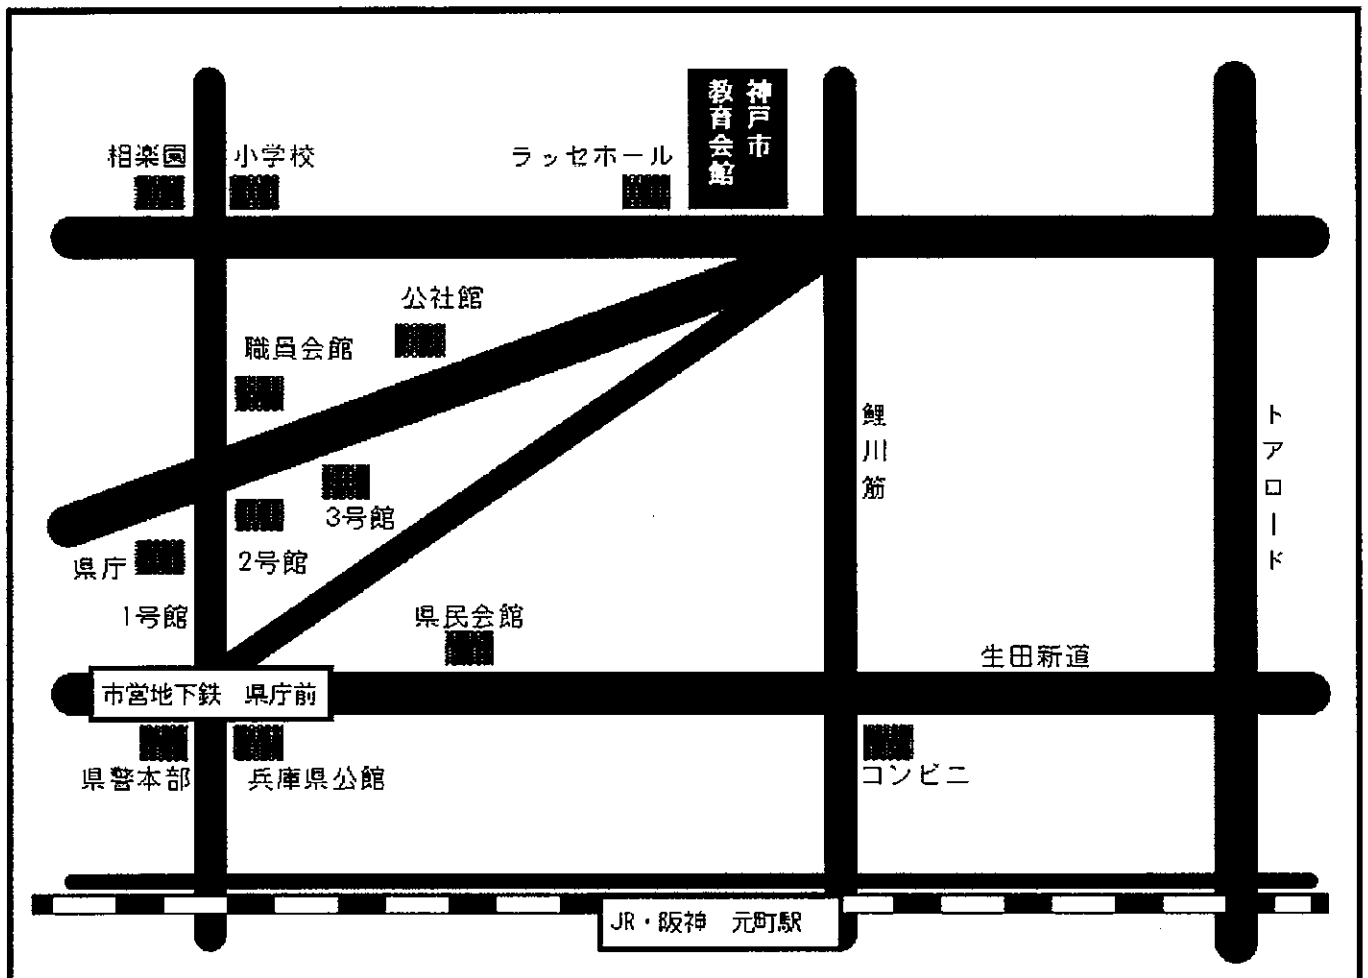 神戸市
教育会館
相楽園
小学校
ラッセホール
公社館
職員会館
3号館
2号館
県庁
1号館
鯉川筋
トアロード
県民会館
生田新道
市営地下鉄　県庁前
県警本部
兵庫県公館
コンビニ
JR・阪神　元町駅